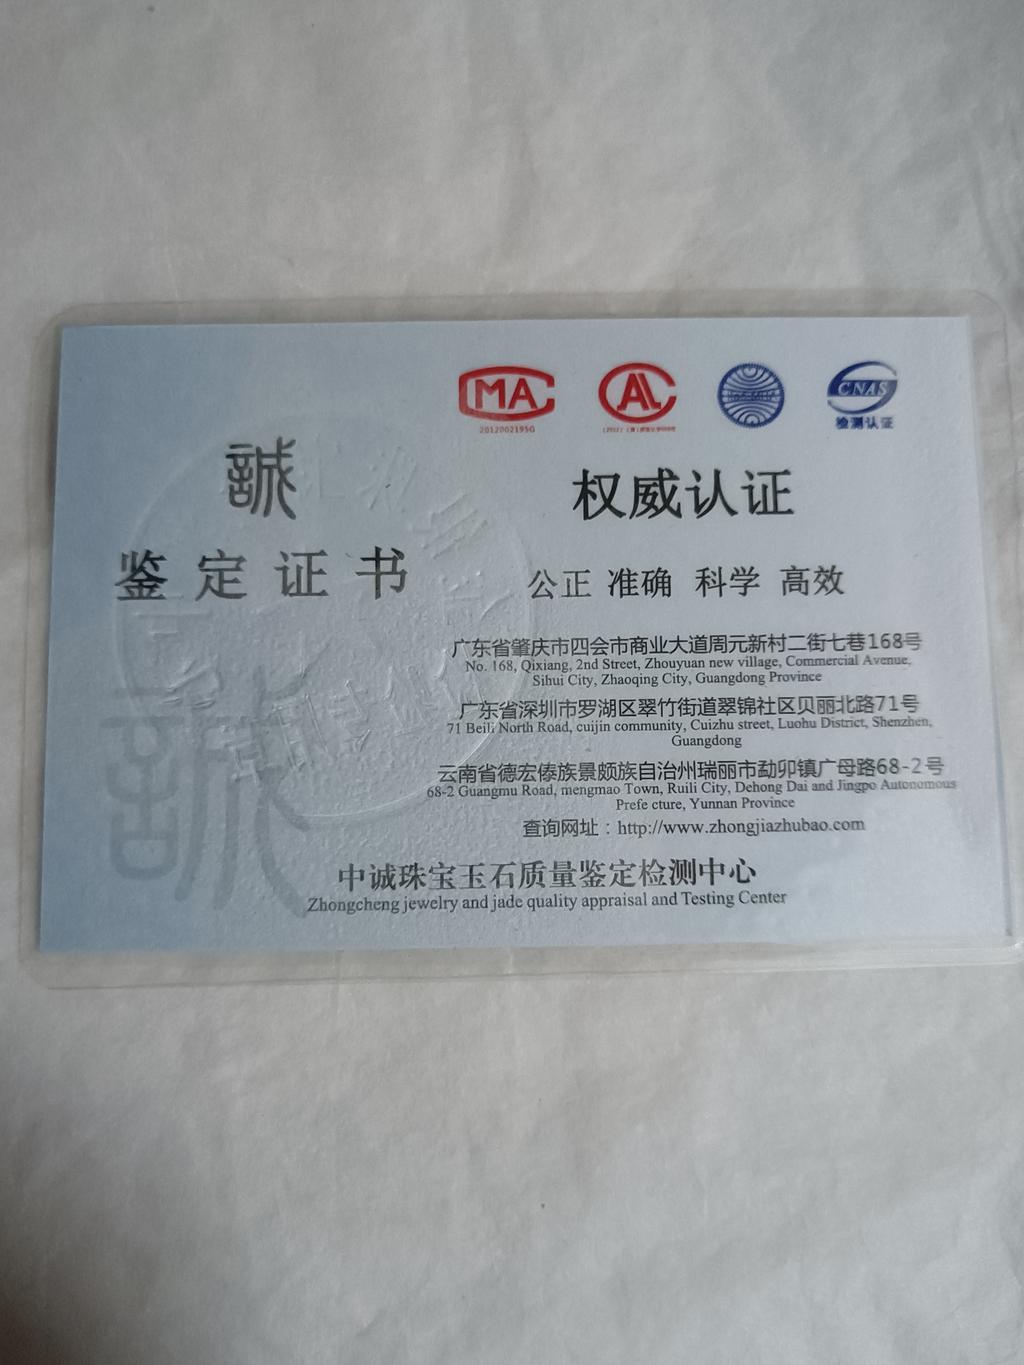 MA
2012002195G
AL
CNAS
检测认证
誠
鉴定证书
权威认证
公正 准确 科学 高效
广东省肇庆市四会市商业大道周元新村二街七巷168号
No. 168, Qixiang, 2nd Street, Zhouyuan new village, Commercial Avenue,
Sihui City, Zhaoqing City, Guangdong Province
广东省深圳市罗湖区翠竹街道翠锦社区贝丽北路71号
71 Beili North Road, cuijin community, Cuizhu street, Luohu District, Shenzhen,
Guangdong
云南省德宏傣族景颇族自治州瑞丽市勐卯镇广母路68-2号
68-2 Guangmu Road, mengmao Town, Ruili City, Dehong Dai and Jingpo Autonomous
Prefe cture, Yunnan Province
查询网址：http://www.zhongjiazhubao.com
中诚珠宝玉石质量鉴定检测中心
Zhongcheng jewelry and jade quality appraisal and Testing Center
誠